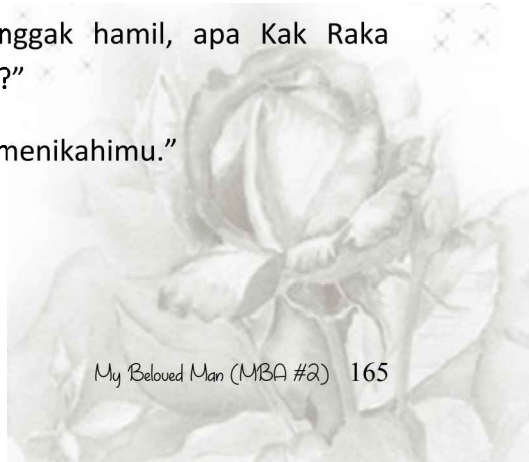 nggak hamil, apa Kak Raka
?”
menikahimu.”
My Beloved Man (MBA #2) 165